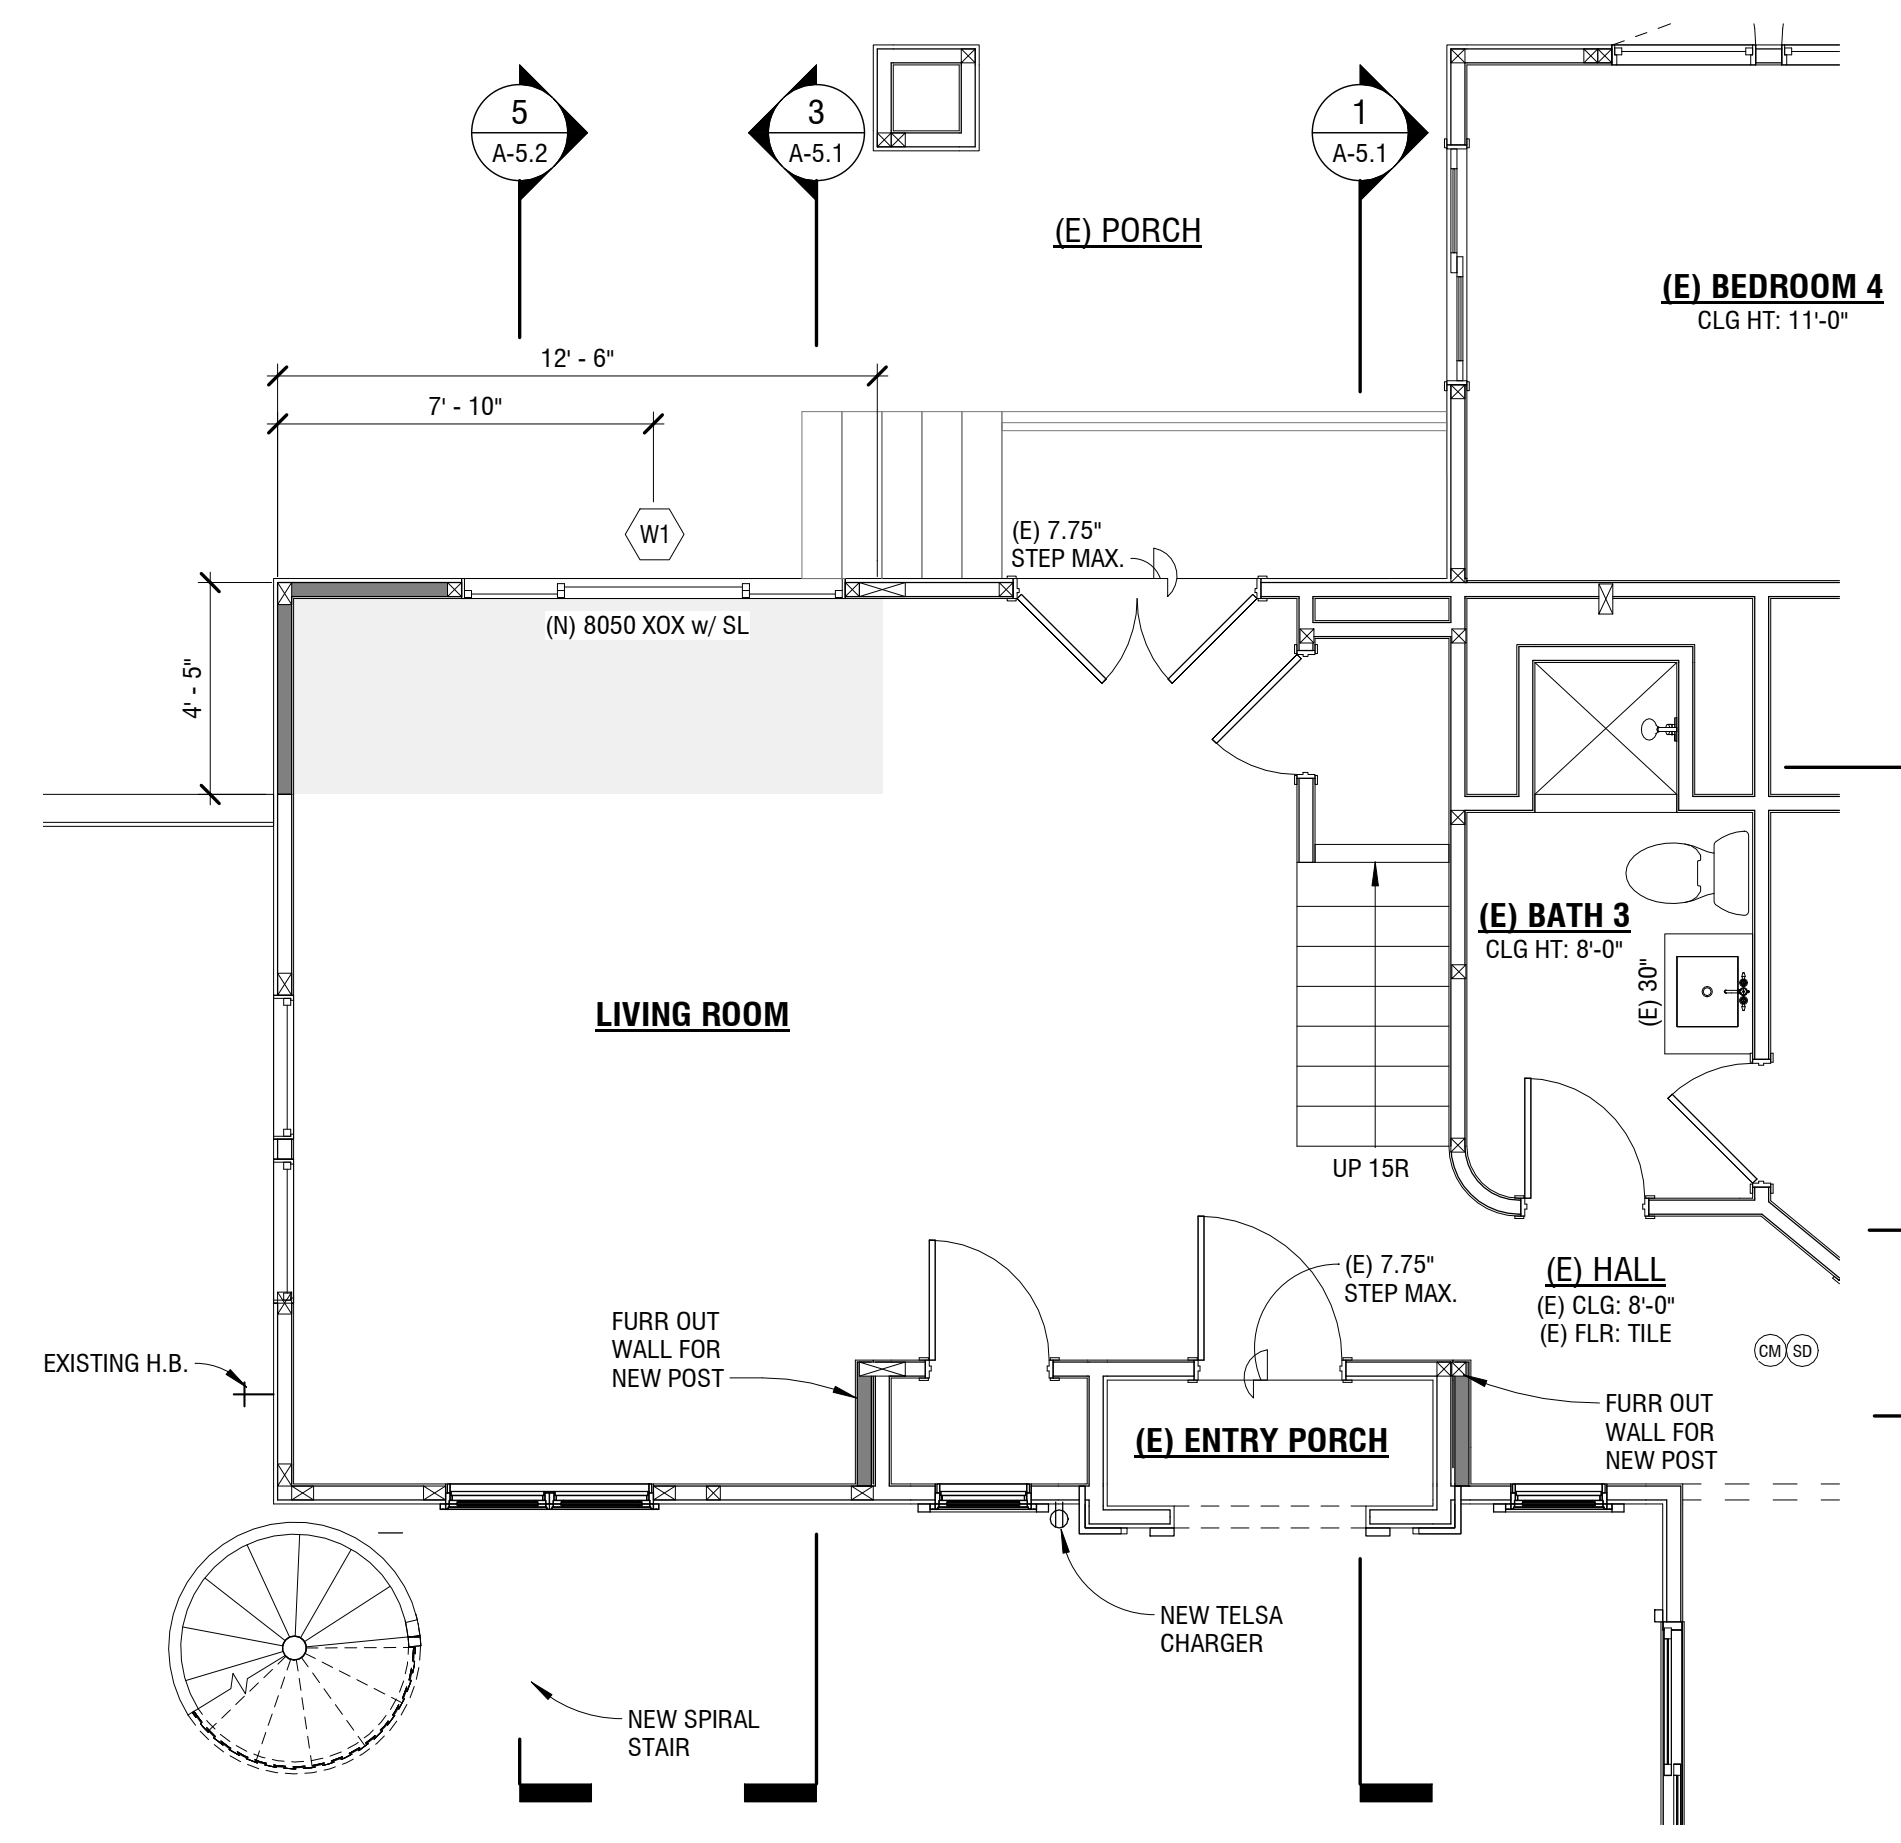 5
A-5.2
3
A-5.1
1
A-5.1
(E) PORCH
(E) BEDROOM 4
CLG HT: 11'-0"
12' - 6"
7' - 10"
W1
(E) 7.75"
STEP MAX.
(N) 8050 XOX w/ SL
4' - 5"
(E) BATH 3
CLG HT: 8'-0"
(E) 30"
LIVING ROOM
UP 15R
(E) 7.75"
STEP MAX.
(E) HALL
(E) CLG: 8'-0"
(E) FLR: TILE
CM
SD
FURR OUT
WALL FOR
NEW POST
EXISTING H.B.
FURR OUT
WALL FOR
NEW POST
(E) ENTRY PORCH
NEW TELSA
CHARGER
NEW SPIRAL
STAIR